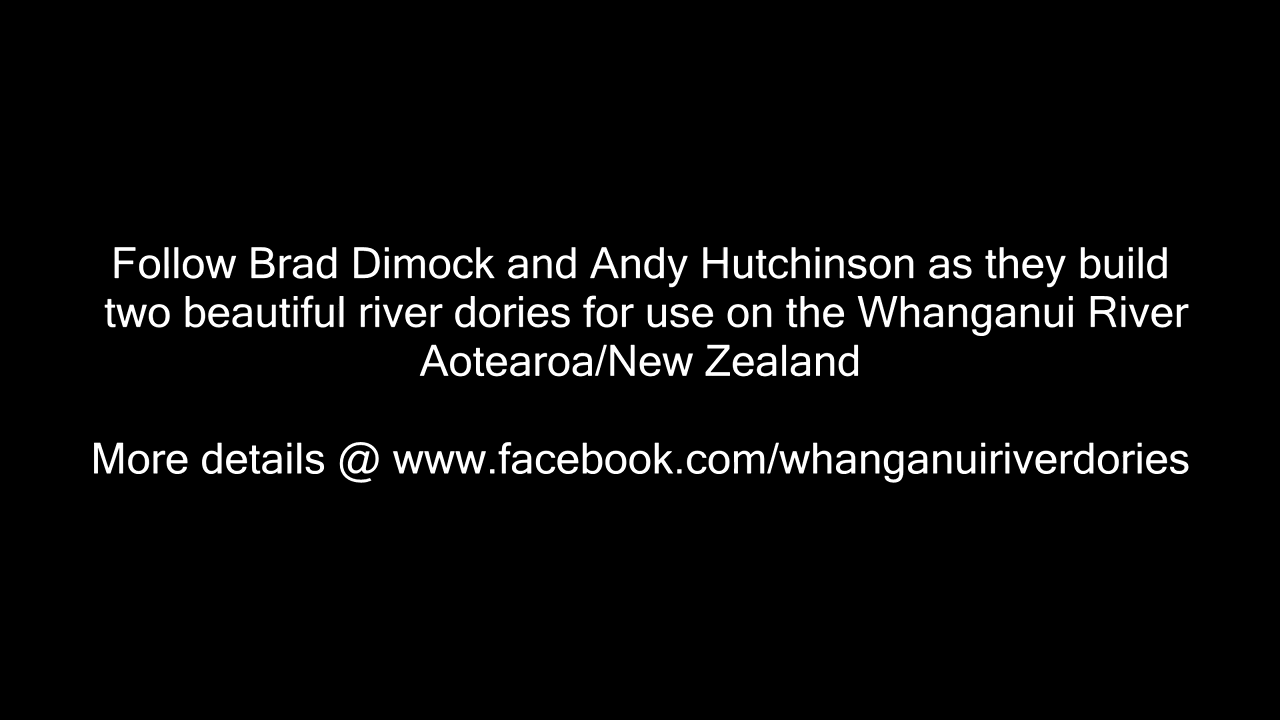 Follow Brad Dimock and Andy Hutchinson as they build
two beautiful river dories for use on the Whanganui River
Aotearoa/New Zealand
More details @ www.facebook.com/whanganuiriverdories